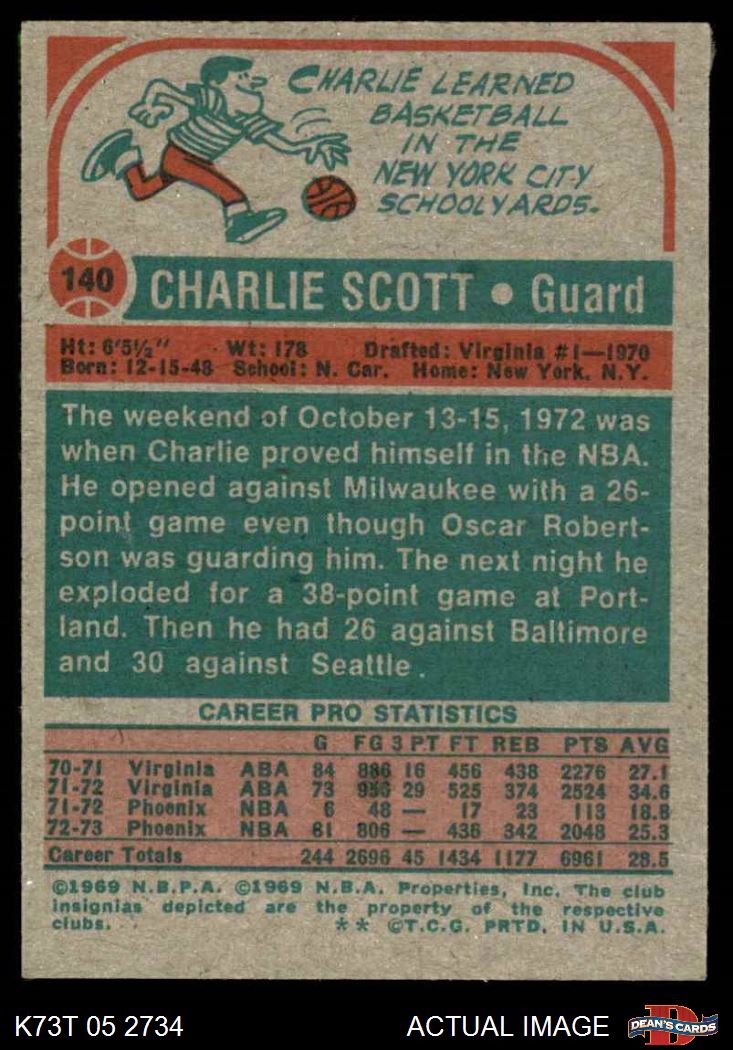 CHARLIE LEARNED
BASKETBALL
IN THE
NEW YORK CITY
SCHOOLYARDS.
140 CHARLIE SCOTT • Guard
Ht: 6'5½" Wt: 178 Drafted: Virginia #1—1970
Born: 12-15-48 School: N. Car. Home: New York, N.Y.
The weekend of October 13-15, 1972 was
when Charlie proved himself in the NBA.
He opened against Milwaukee with a 26-
point game even though Oscar Robert-
son was guarding him. The next night he
exploded for a 38-point game at Port-
land. Then he had 26 against Baltimore
and 30 against Seattle.
CAREER PRO STATISTICS
G FG 3 PT FT REB PTS AVG
70-71 Virginia ABA 84 886 16 456 438 2276 27.1
71-72 Virginia ABA 73 956 29 525 374 2524 34.6
71-72 Phoenix NBA 6 48 — 17 23 113 18.8
72-73 Phoenix NBA 81 806 — 436 342 2048 25.3
Career Totals 244 2696 45 1434 1177 6961 28.5
©1969 N.B.P.A. ©1969 N.B.A. Properties, Inc. The club
insignias depicted are the property of the respective
clubs. ** ©T.C.G. PRTD. IN U.S.A.
K73T 05 2734 ACTUAL IMAGE D DEAN'S CARDS